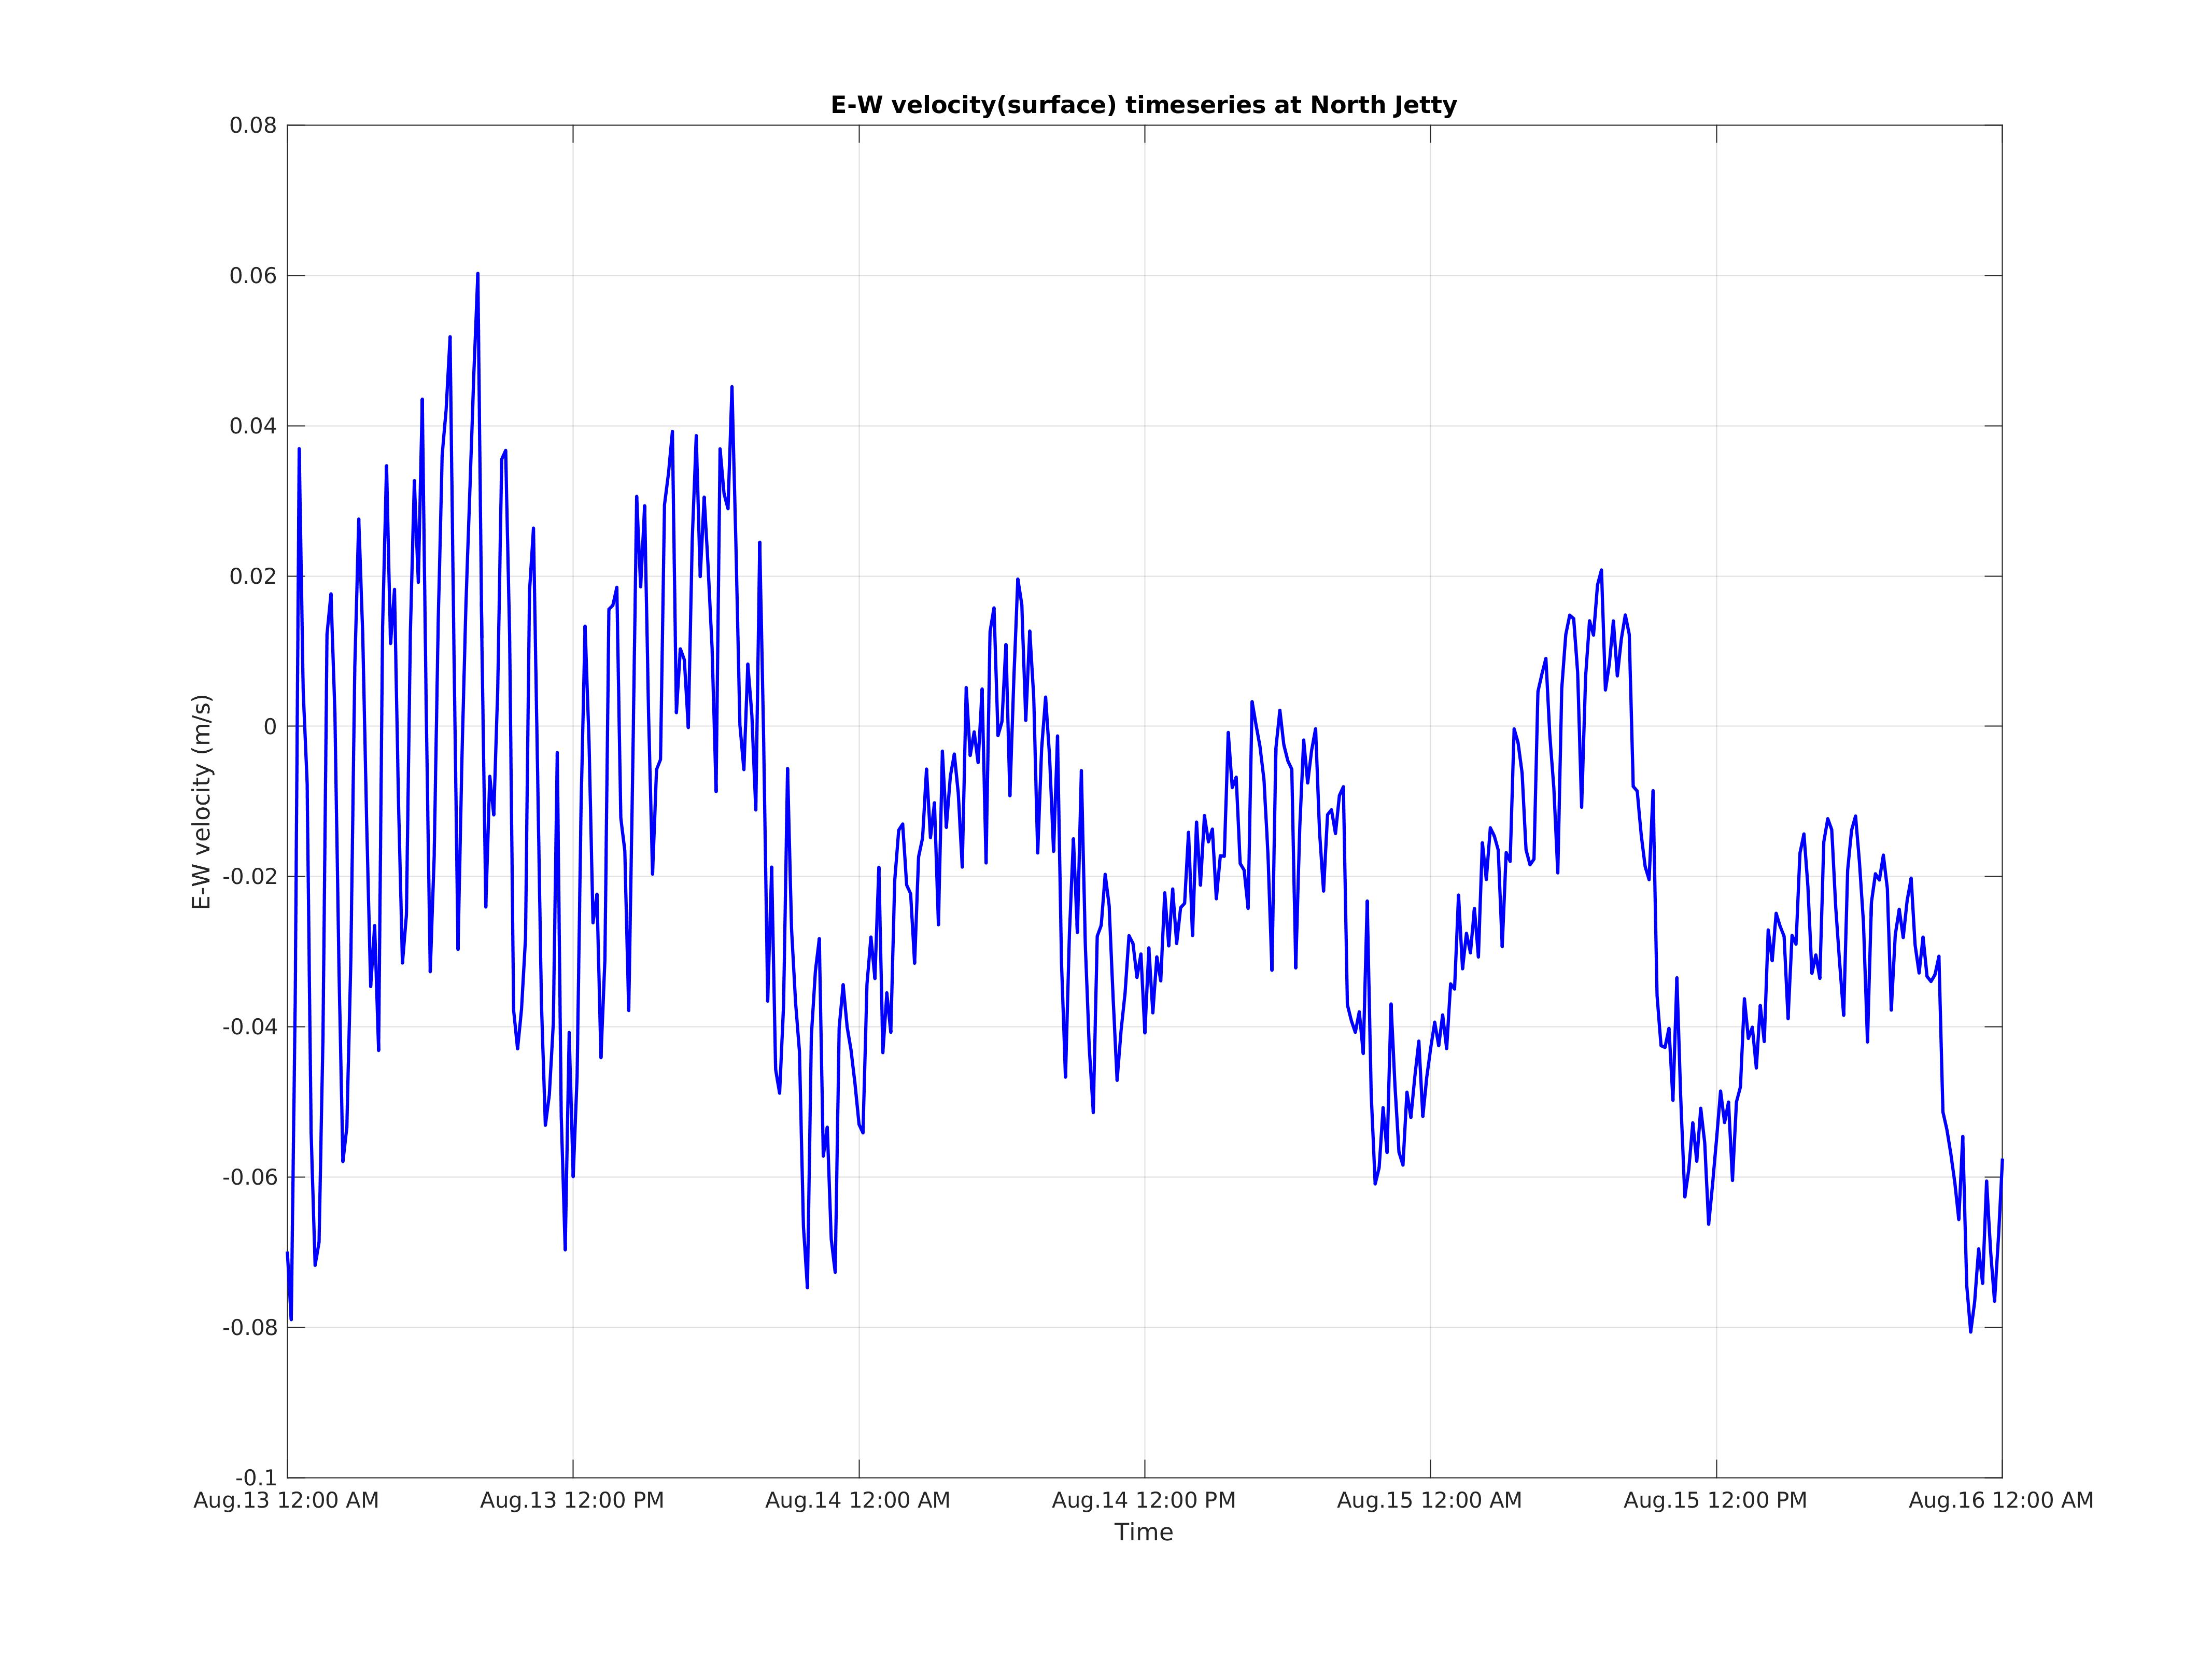 E-W velocity(surface) timeseries at North Jetty
0.08
0.06
0.04
0.02
0
-0.02
-0.04
-0.06
-0.08
-0.1
E-W velocity (m/s)
Aug.13 12:00 AM Aug.13 12:00 PM Aug.14 12:00 AM Aug.14 12:00 PM Aug.15 12:00 AM Aug.15 12:00 PM Aug.16 12:00 AM
Time